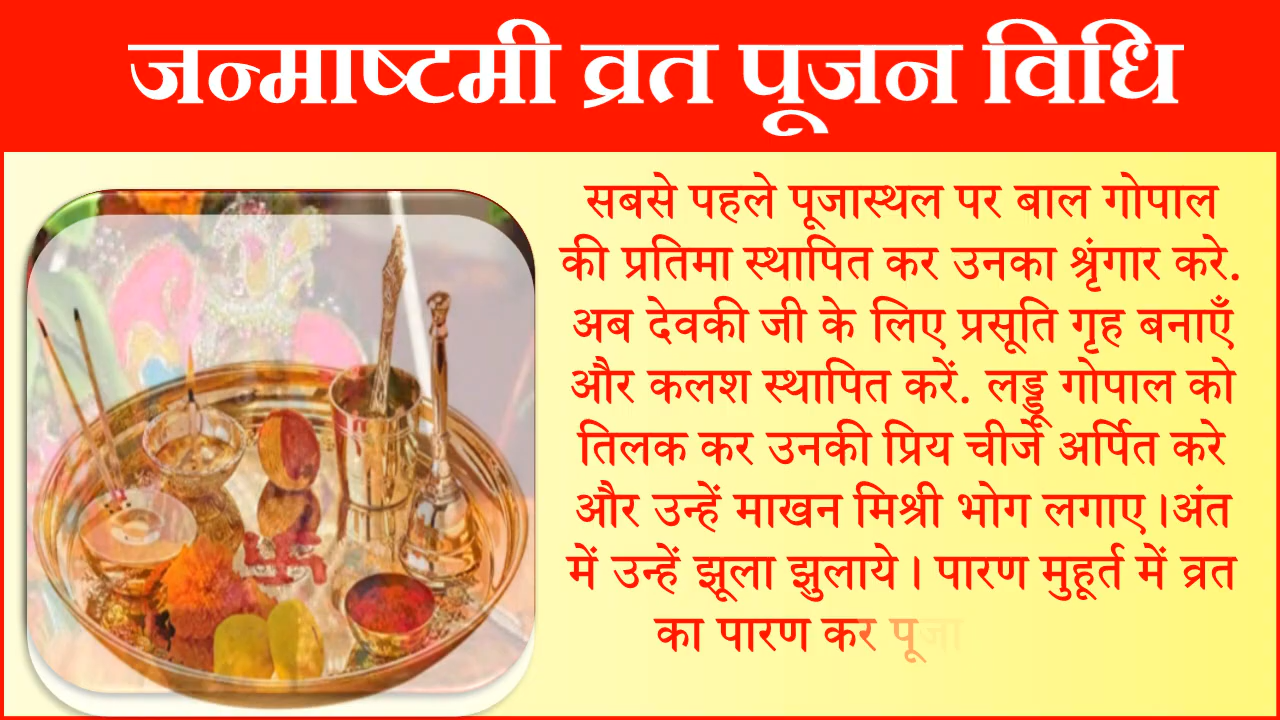 जन्माष्टमी व्रत पूजन विधि
सबसे पहले पूजास्थल पर बाल गोपाल
की प्रतिमा स्थापित कर उनका श्रृंगार करे.
अब देवकी जी के लिए प्रसूति गृह बनाएँ
और कलश स्थापित करें. लड्डू गोपाल को
तिलक कर उनकी प्रिय चीजें अर्पित करे
और उन्हें माखन मिश्री भोग लगाए।अंत
में उन्हें झूला झुलाये। पारण मुहूर्त में व्रत
का पारण कर पूजा